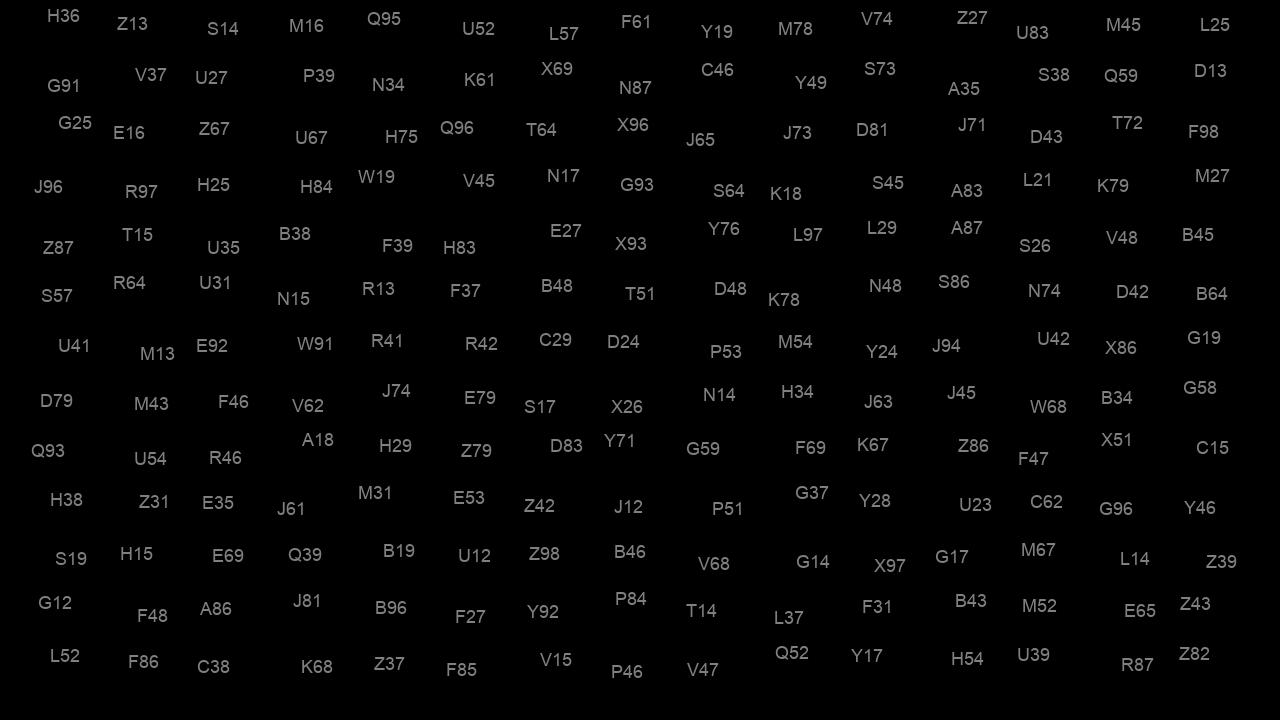 H36 Z13 S14 M16 Q95 U52 L57 F61 Y19 M78 V74 Z27 U83 M45 L25
G91 V37 U27 P39 N34 K61 X69 N87 C46 Y49 S73 A35 S38 Q59 D13
G25 E16 Z67 U67 H75 Q96 T64 X96 J65 J73 D81 J71 D43 T72 F98
J96 R97 H25 H84 W19 V45 N17 G93 S64 K18 S45 A83 L21 K79 M27
Z87 T15 U35 B38 F39 H83 E27 X93 Y76 L97 L29 A87 S26 V48 B45
S57 R64 U31 N15 R13 F37 B48 T51 D48 K78 N48 S86 N74 D42 B64
U41 M13 E92 W91 R41 R42 C29 D24 P53 M54 Y24 J94 U42 X86 G19
D79 M43 F46 V62 J74 E79 S17 X26 N14 H34 J63 J45 W68 B34 G58
Q93 U54 R46 A18 H29 Z79 D83 Y71 G59 F69 K67 Z86 F47 X51 C15
H38 Z31 E35 J61 M31 E53 Z42 J12 P51 G37 Y28 U23 C62 G96 Y46
S19 H15 E69 Q39 B19 U12 Z98 B46 V68 G14 X97 G17 M67 L14 Z39
G12 F48 A86 J81 B96 F27 Y92 P84 T14 L37 F31 B43 M52 E65 Z43
L52 F86 C38 K68 Z37 F85 V15 P46 V47 Q52 Y17 H54 U39 R87 Z82